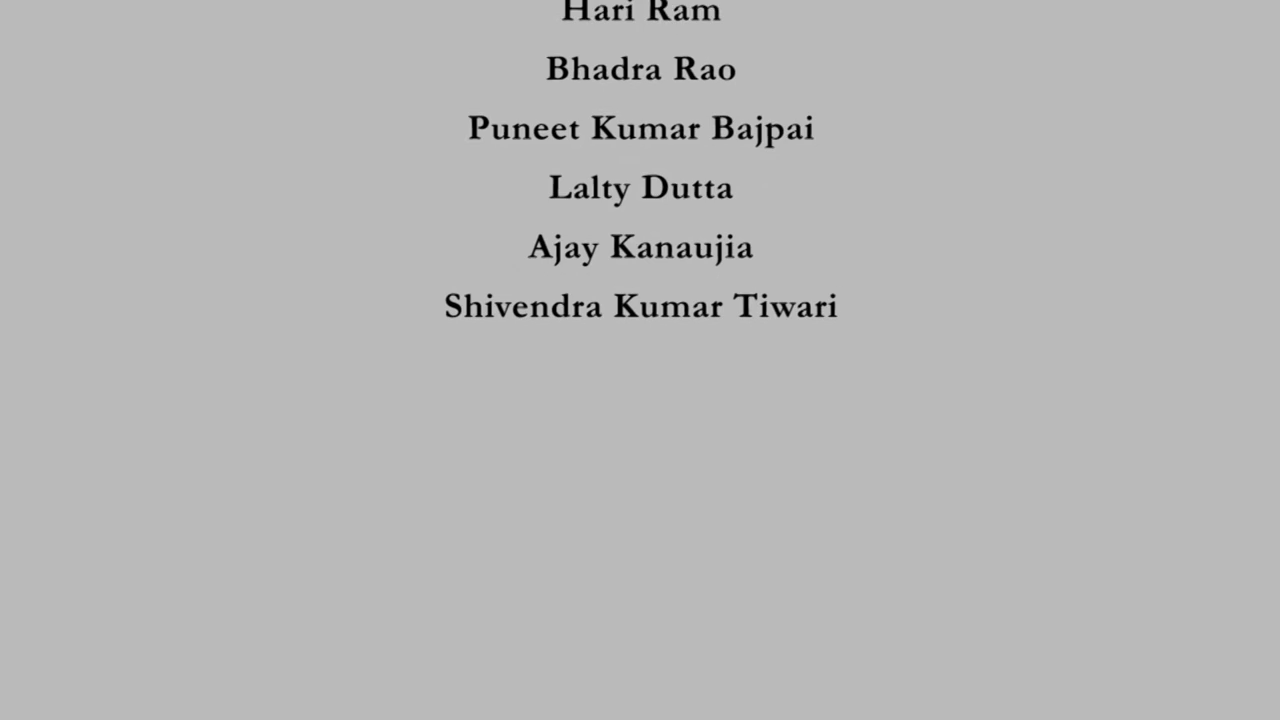 Hari Ram
Bhadra Rao
Puneet Kumar Bajpai
Lalty Dutta
Ajay Kanaujia
Shivendra Kumar Tiwari